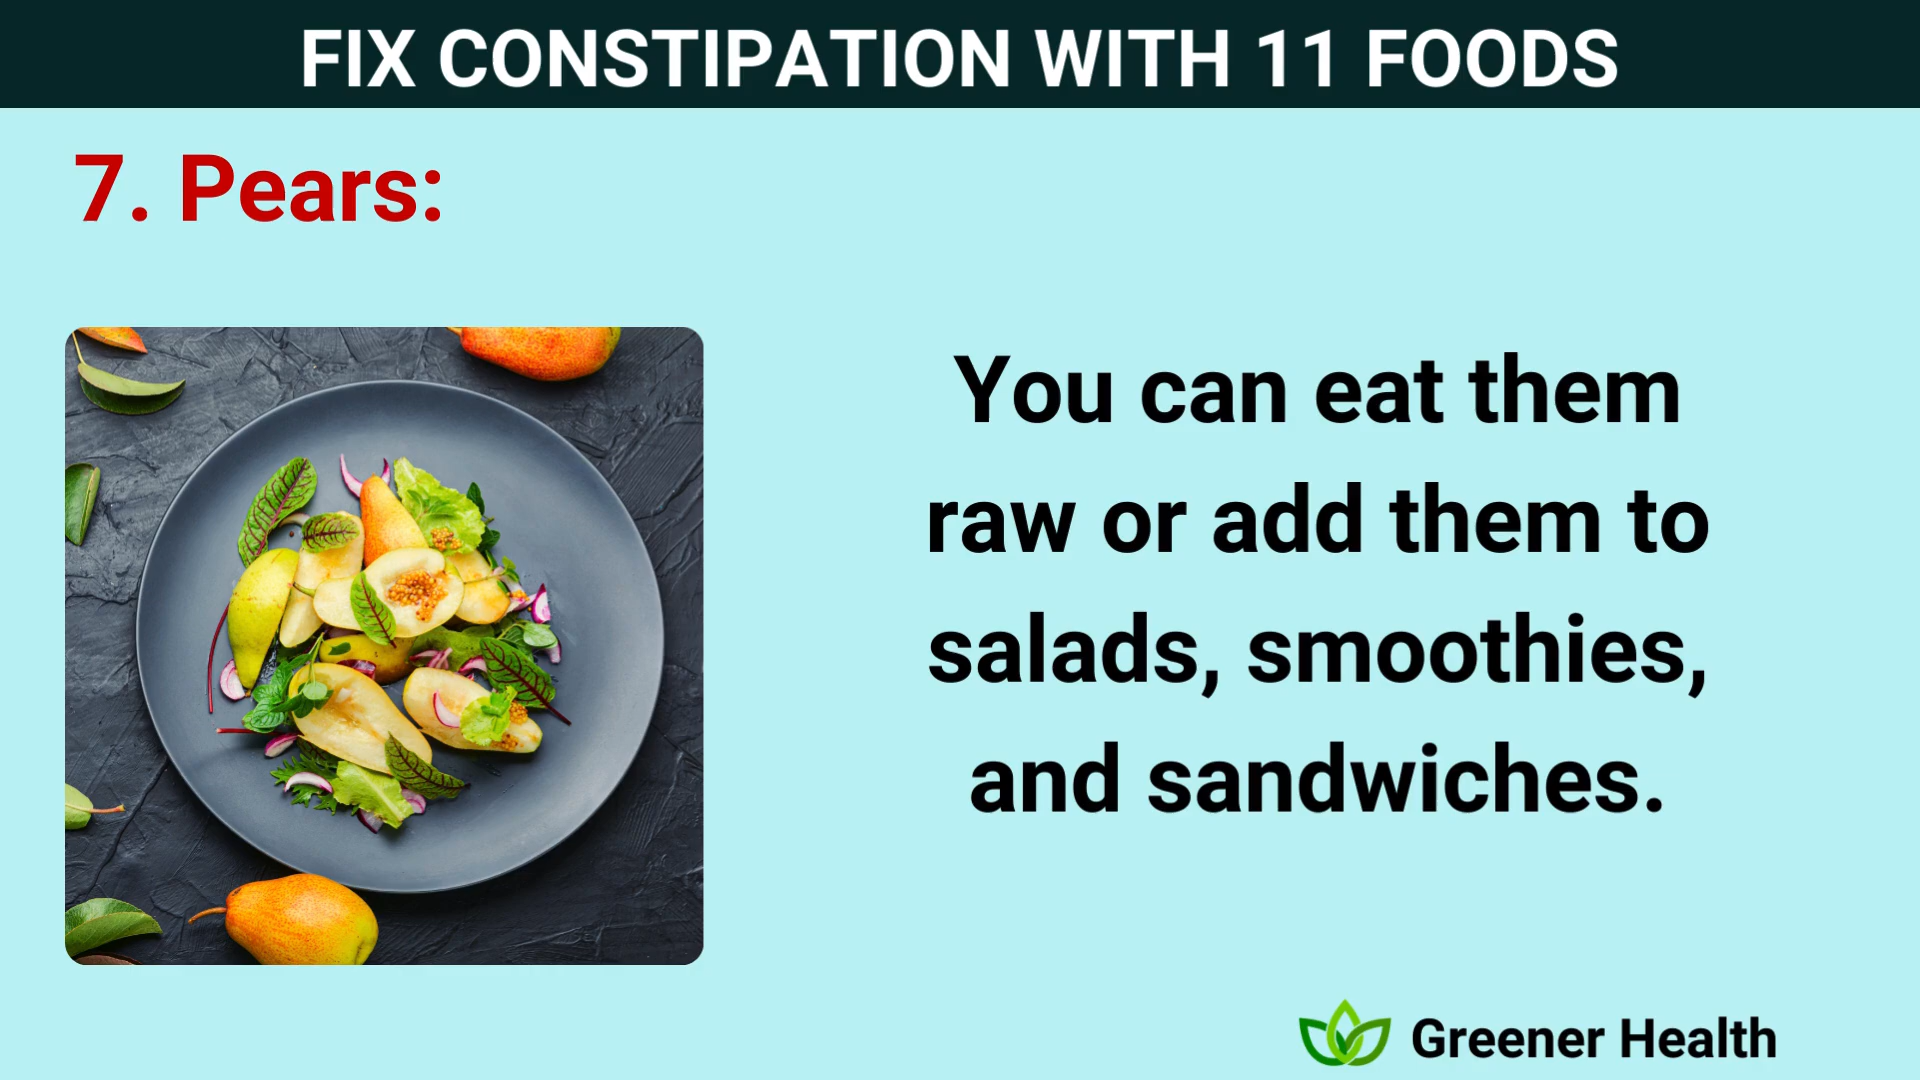 FIX CONSTIPATION WITH 11 FOODS
7. Pears:
You can eat them
raw or add them to
salads, smoothies,
and sandwiches.
Greener Health